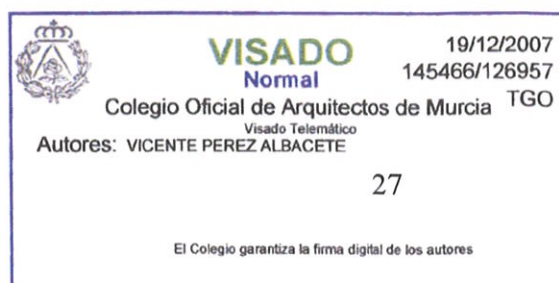 VISADO 19/12/2007
Normal 145466/126957
Colegio Oficial de Arquitectos de Murcia TGO
Visado Telemático
Autores: VICENTE PEREZ ALBACETE
27
El Colegio garantiza la firma digital de los autores